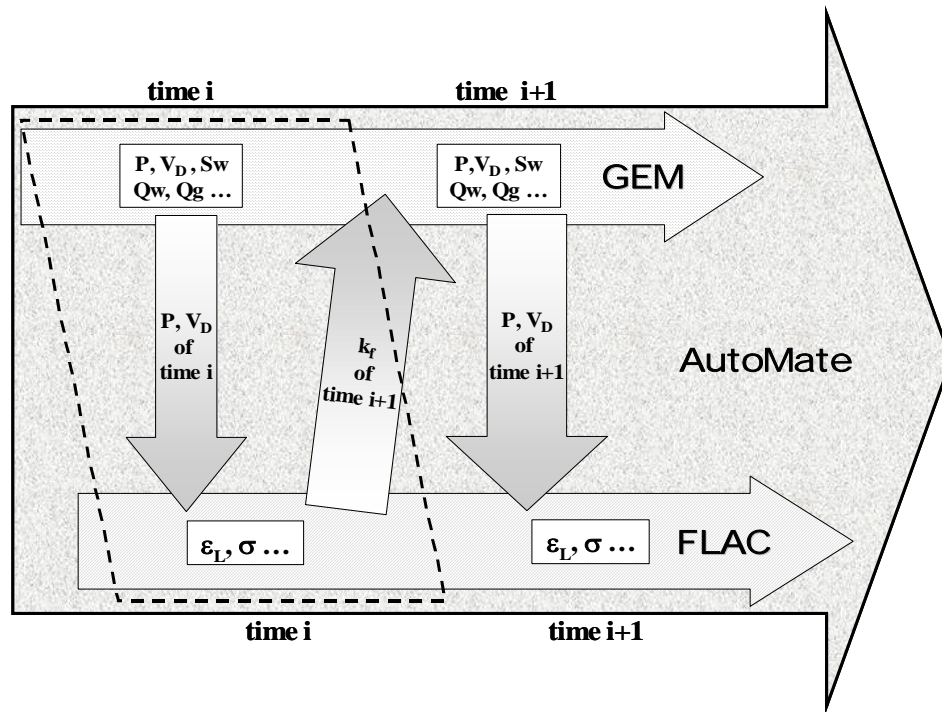 time i
time i+1
P, V_D, Sw
Qw, Qg ...
P, V_D, Sw
Qw, Qg ...
GEM
P, V_D
of
time i
k_f
of
time i+1
P, V_D
of
time i+1
AutoMate
ε_L, σ ...
ε_L, σ ...
FLAC
time i
time i+1